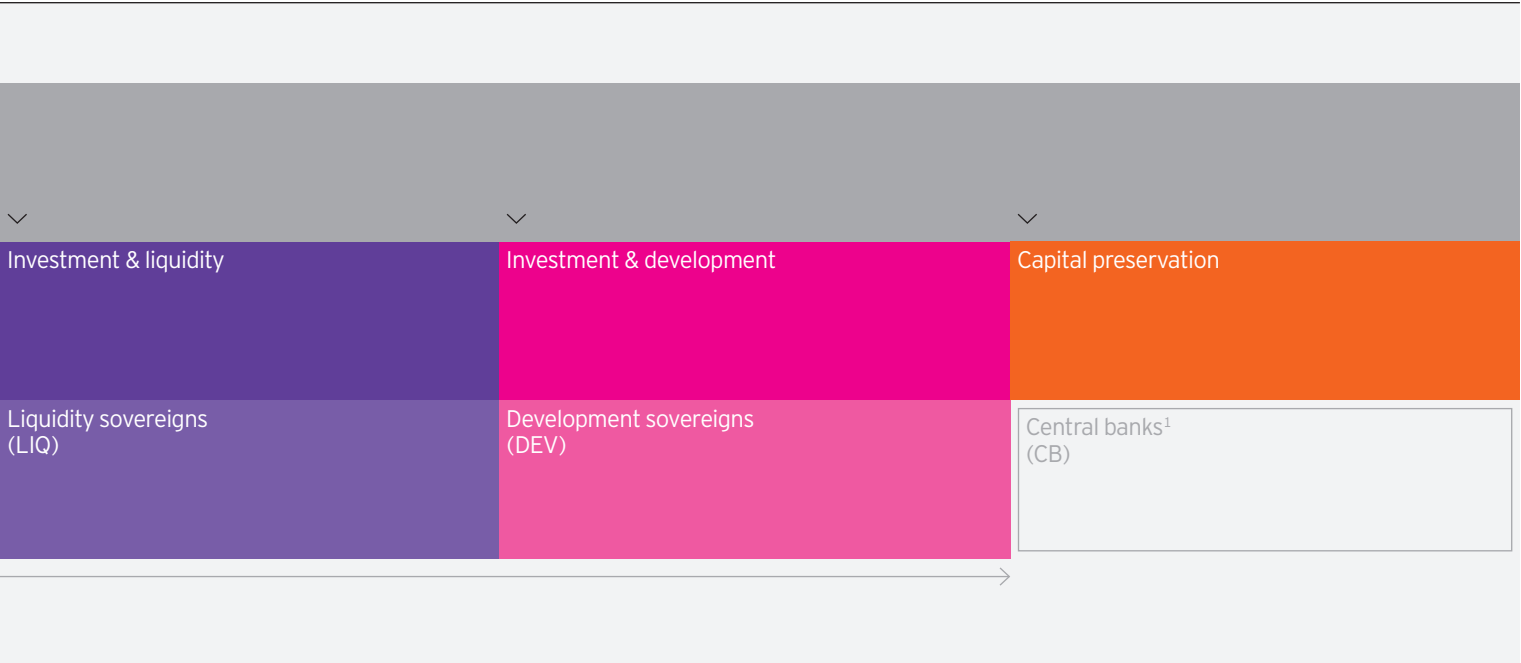 Investment & liquidity
Investment & development
Capital preservation
Liquidity sovereigns
(LIQ)
Development sovereigns
(DEV)
Central banks¹
(CB)